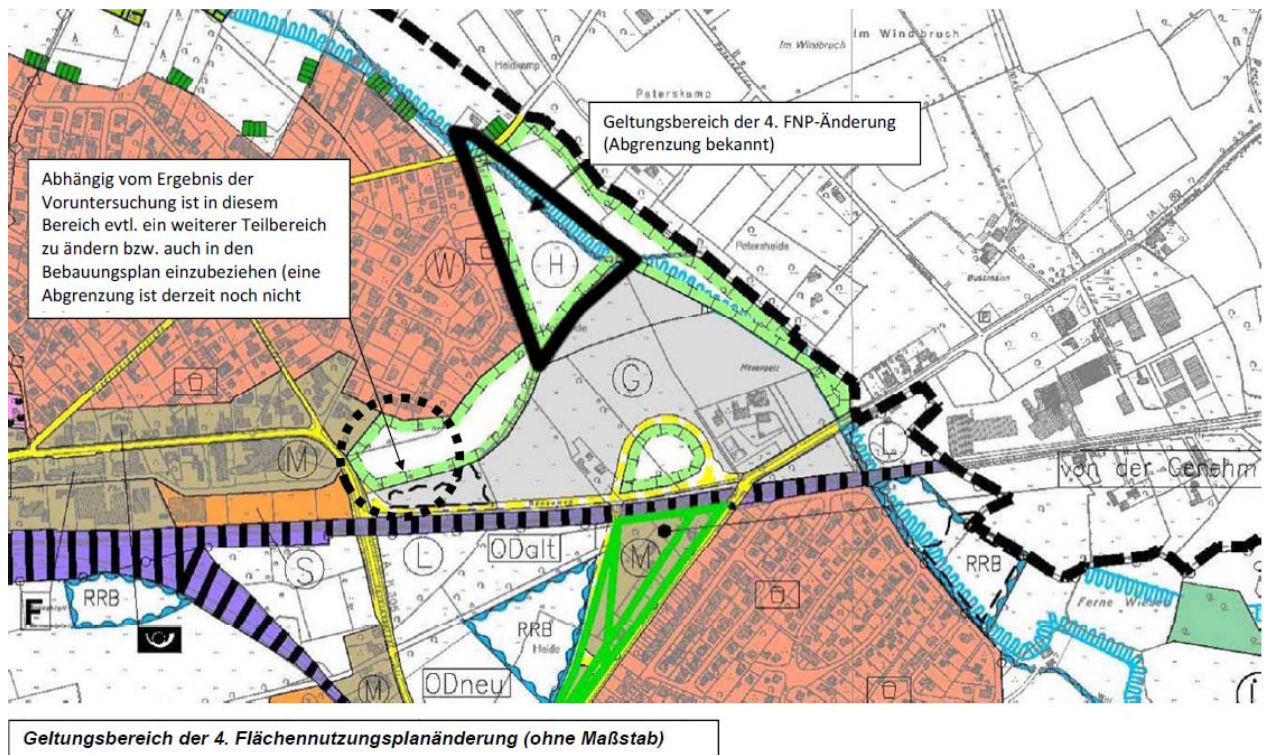 Heidkamp
Im Windbruch
Im Windbruch
Peterskamp
Geltungsbereich der 4. FNP-Änderung
(Abgrenzung bekannt)
Abhängig vom Ergebnis der
Voruntersuchung ist in diesem
Bereich evtl. ein weiterer Teilbereich
zu ändern bzw. auch in den
Bebauungsplan einzubeziehen (eine
Abgrenzung ist derzeit noch nicht
W
H
Petersheide
Bussmann
G
M
L
von der Genehm
S
L
ODalt
M
RRB
RRB
RRB
F
Ferne Wiesen
Heide
M
ODneu
Geltungsbereich der 4. Flächennutzungsplanänderung (ohne Maßstab)